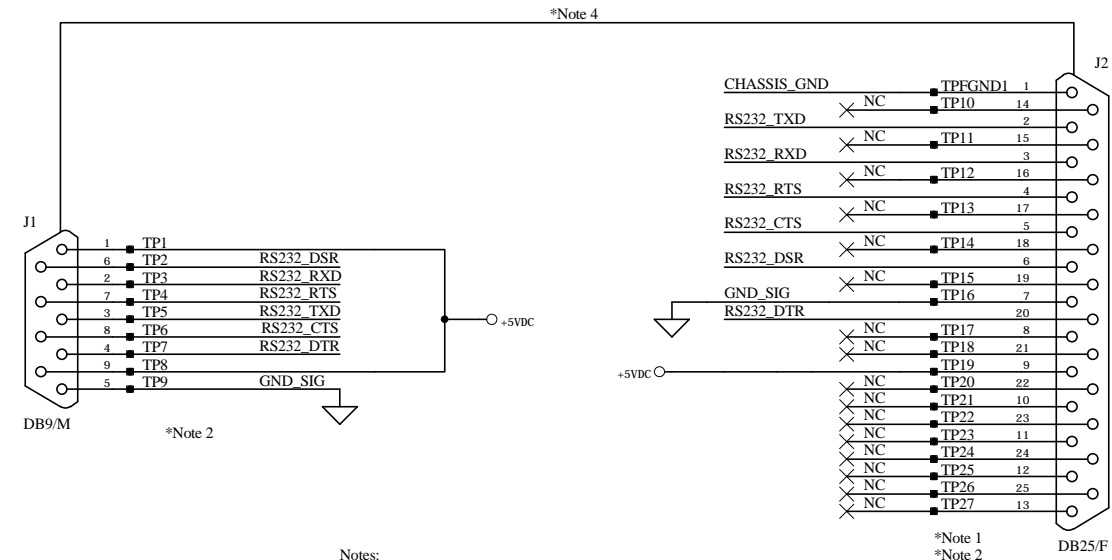 *Note 4
J2
CHASSIS_GND TPFGND1 1
NC TP10 14
RS232_TXD 2
NC TP11 15
RS232_RXD 3
NC TP12 16
RS232_RTS 4
NC TP13 17
RS232_CTS 5
NC TP14 18
RS232_DSR 6
NC TP15 19
GND_SIG TP16 7
RS232_DTR 20
NC TP17 8
NC TP18 21
+5VDC TP19 9
NC TP20 22
NC TP21 10
NC TP22 23
NC TP23 11
NC TP24 24
NC TP25 12
NC TP26 25
NC TP27 13
*Note 1
*Note 2
DB25/F
J1
1 TP1
6 TP2 RS232_DSR
2 TP3 RS232_RXD
7 TP4 RS232_RTS
3 TP5 RS232_TXD
8 TP6 RS232_CTS
4 TP7 RS232_DTR
9 TP8
5 TP9 GND_SIG
+5VDC
DB9/M
*Note 2
Notes: